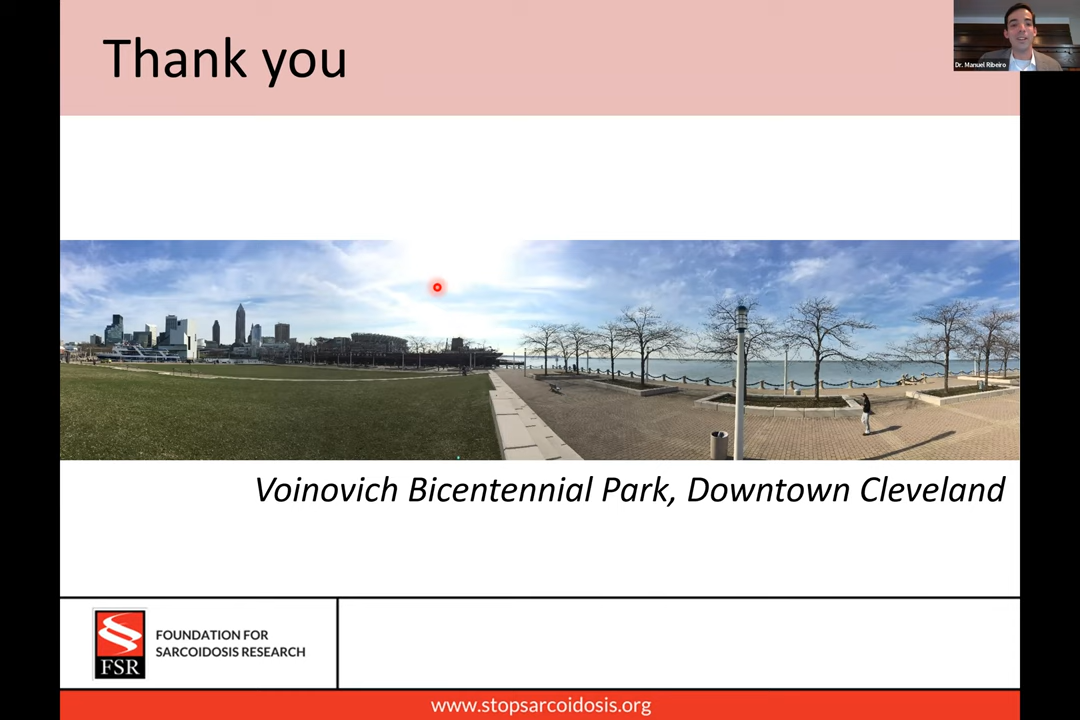 Thank you
Dr. Manuel Ribeiro
Voinovich Bicentennial Park, Downtown Cleveland
FOUNDATION FOR
SARCOIDOSIS RESEARCH
FSR
www.stopsarcoidosis.org